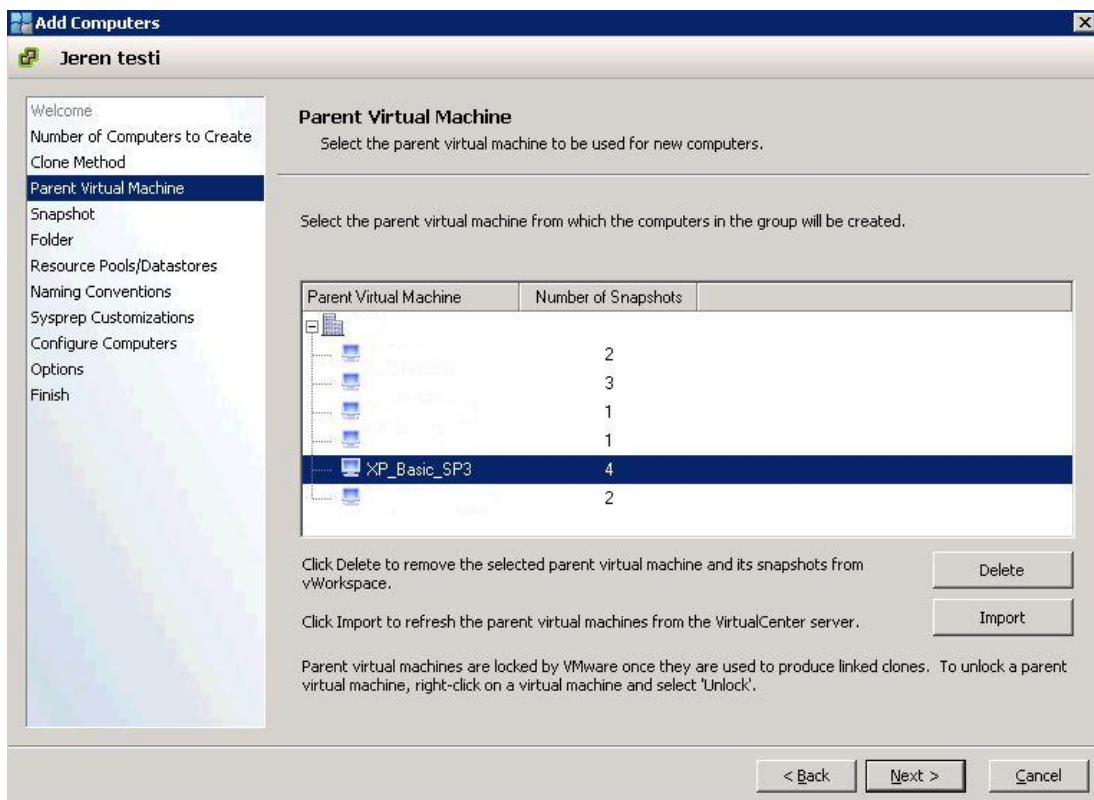 Add Computers
Jeren testi
Welcome
Number of Computers to Create
Clone Method
Parent Virtual Machine
Snapshot
Folder
Resource Pools/Datastores
Naming Conventions
Sysprep Customizations
Configure Computers
Options
Finish
Parent Virtual Machine
Select the parent virtual machine to be used for new computers.
Select the parent virtual machine from which the computers in the group will be created.
Parent Virtual Machine Number of Snapshots
2
3
1
1
XP_Basic_SP3 4
2
Click Delete to remove the selected parent virtual machine and its snapshots from
vWorkspace.
Delete
Click Import to refresh the parent virtual machines from the VirtualCenter server.
Import
Parent virtual machines are locked by VMware once they are used to produce linked clones. To unlock a parent
virtual machine, right-click on a virtual machine and select 'Unlock'.
< Back Next > Cancel